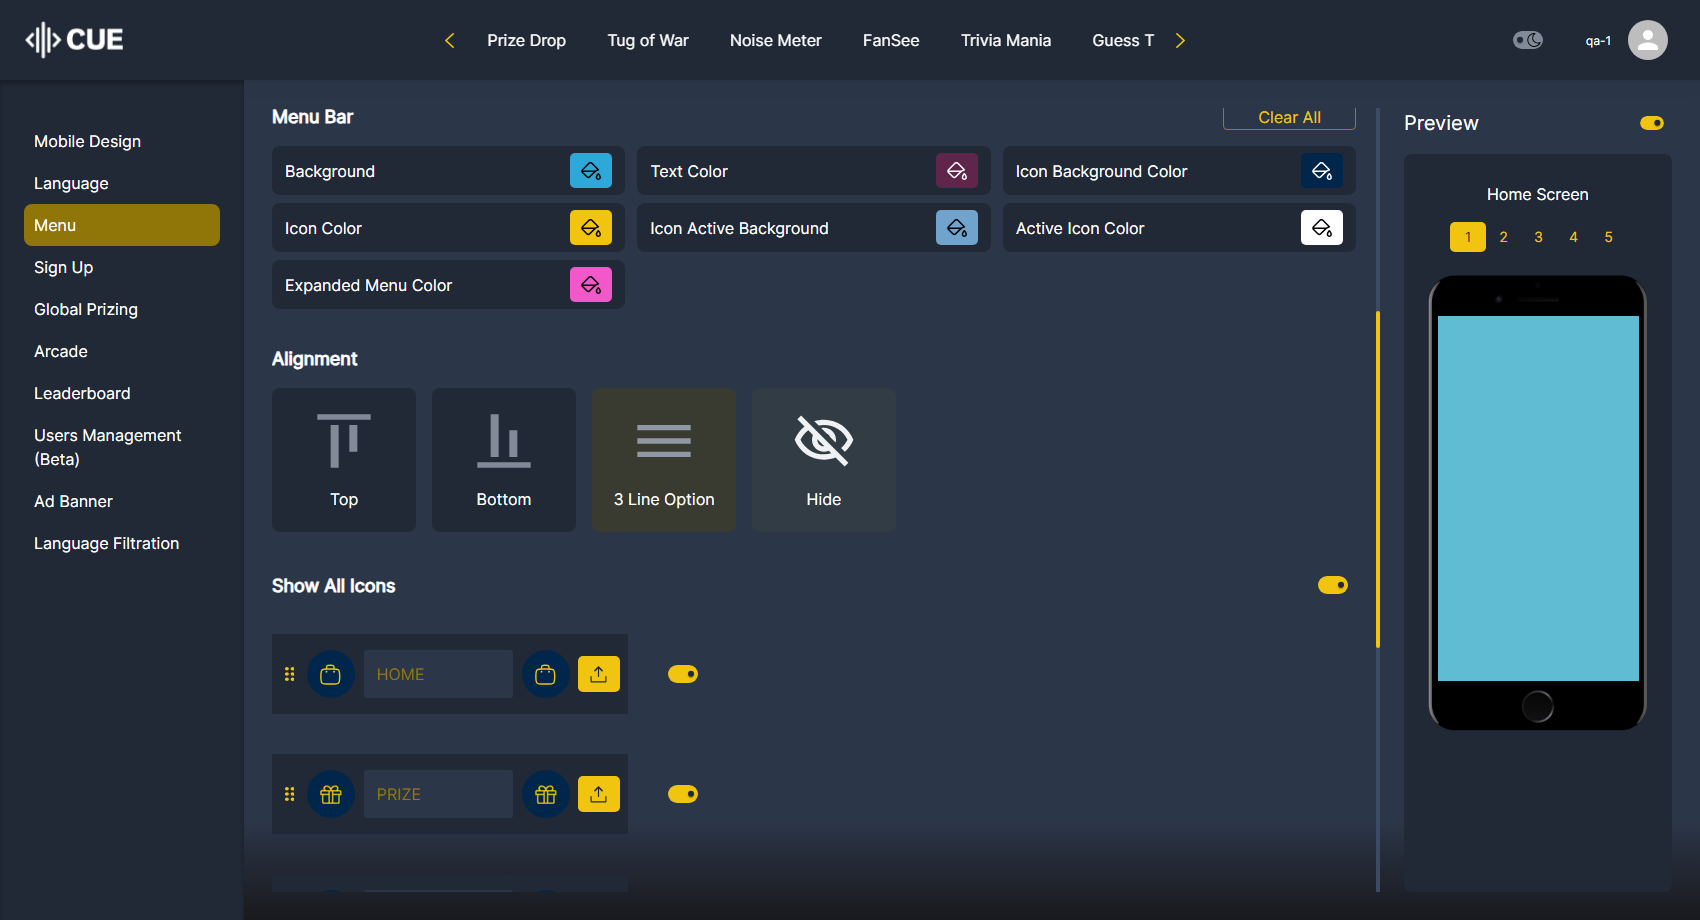 CUE
Prize Drop
Tug of War
Noise Meter
FanSee
Trivia Mania
Guess T
qa-1
Mobile Design
Language
Menu
Sign Up
Global Prizing
Arcade
Leaderboard
Users Management
(Beta)
Ad Banner
Language Filtration
Menu Bar
Clear All
Background
Text Color
Icon Background Color
Icon Color
Icon Active Background
Active Icon Color
Expanded Menu Color
Alignment
Top
Bottom
3 Line Option
Hide
Show All Icons
HOME
PRIZE
Preview
Home Screen
1 2 3 4 5